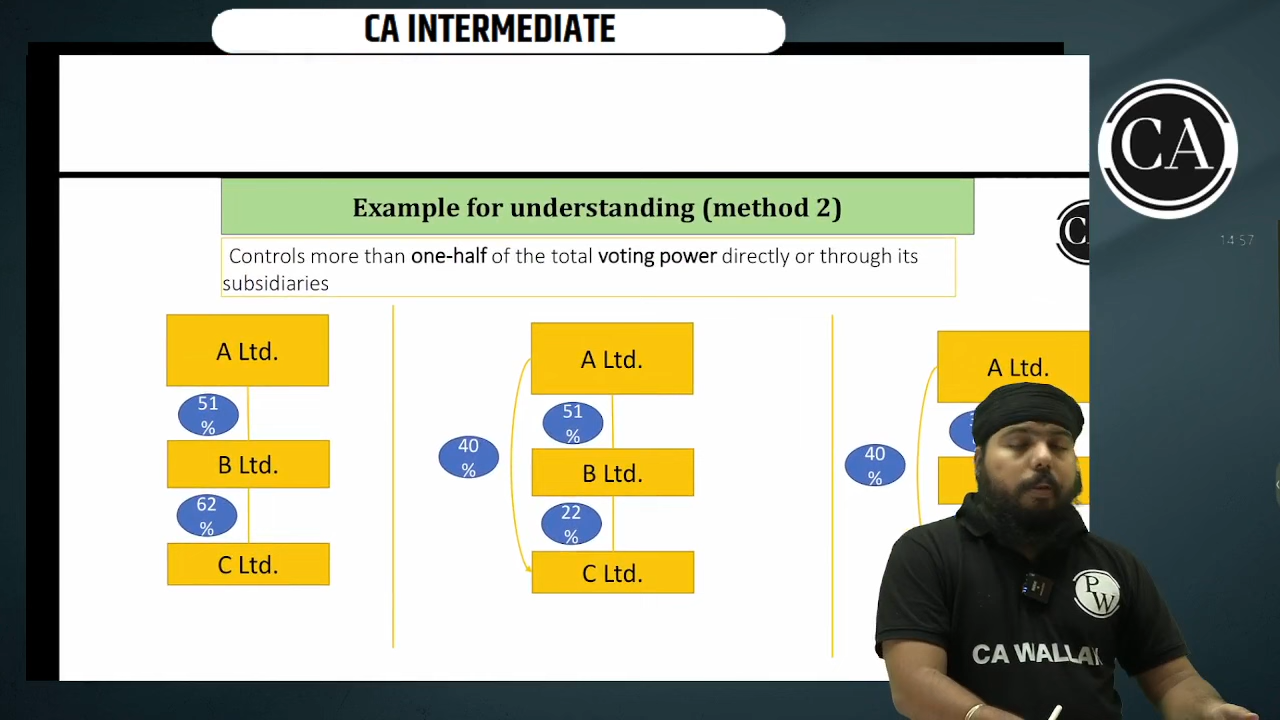 CA INTERMEDIATE
CA
14:57
Example for understanding (method 2)
C
Controls more than one-half of the total voting power directly or through its
subsidiaries
A Ltd.
51
%
B Ltd.
62
%
C Ltd.
A Ltd.
40
%
51
%
B Ltd.
22
%
C Ltd.
A Ltd.
40
%
P
W
CA WALLAH